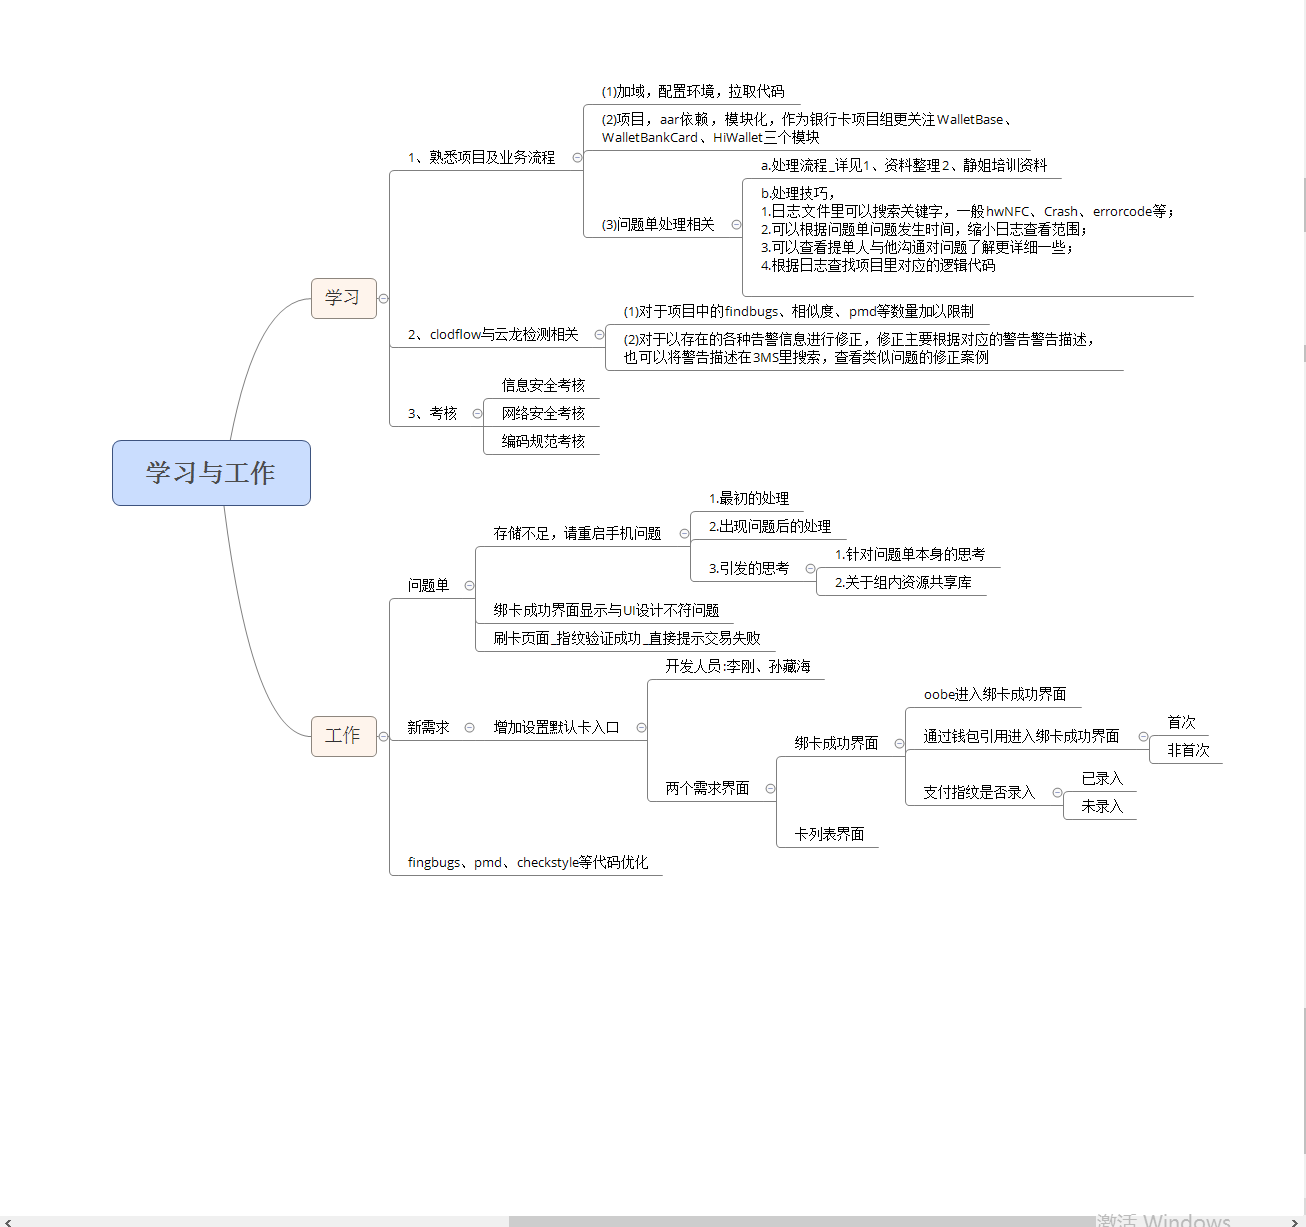 学习与工作
学习
1、熟悉项目及业务流程
(1)加域，配置环境，拉取代码
(2)项目，aar依赖，模块化，作为银行卡项目组更关注WalletBase、
WalletBankCard、HiWallet三个模块
(3)问题单处理相关
a.处理流程_详见1、资料整理2、静姐培训资料
b.处理技巧，
1.日志文件里可以搜索关键字，一般hwNFC、Crash、errorcode等；
2.可以根据问题单问题发生时间，缩小日志查看范围；
3.可以查看提单人与他沟通对问题了解更详细一些；
4.根据日志查找项目里对应的逻辑代码
2、clodflow与云龙检测相关
(1)对于项目中的findbugs、相似度、pmd等数量加以限制
(2)对于以存在的各种告警信息进行修正，修正主要根据对应的警告警告描述，
也可以将警告描述在3MS里搜索，查看类似问题的修正案例
3、考核
信息安全考核
网络安全考核
编码规范考核
工作
问题单
存储不足，请重启手机问题
1.最初的处理
2.出现问题后的处理
3.引发的思考
1.针对问题单本身的思考
2.关于组内资源共享库
绑卡成功界面显示与UI设计不符问题
刷卡页面_指纹验证成功_直接提示交易失败
新需求
增加设置默认卡入口
开发人员:李刚、孙藏海
两个需求界面
绑卡成功界面
oobe进入绑卡成功界面
通过钱包引用进入绑卡成功界面
首次
非首次
支付指纹是否录入
已录入
未录入
卡列表界面
fingbugs、pmd、checkstyle等代码优化
激活 Windows